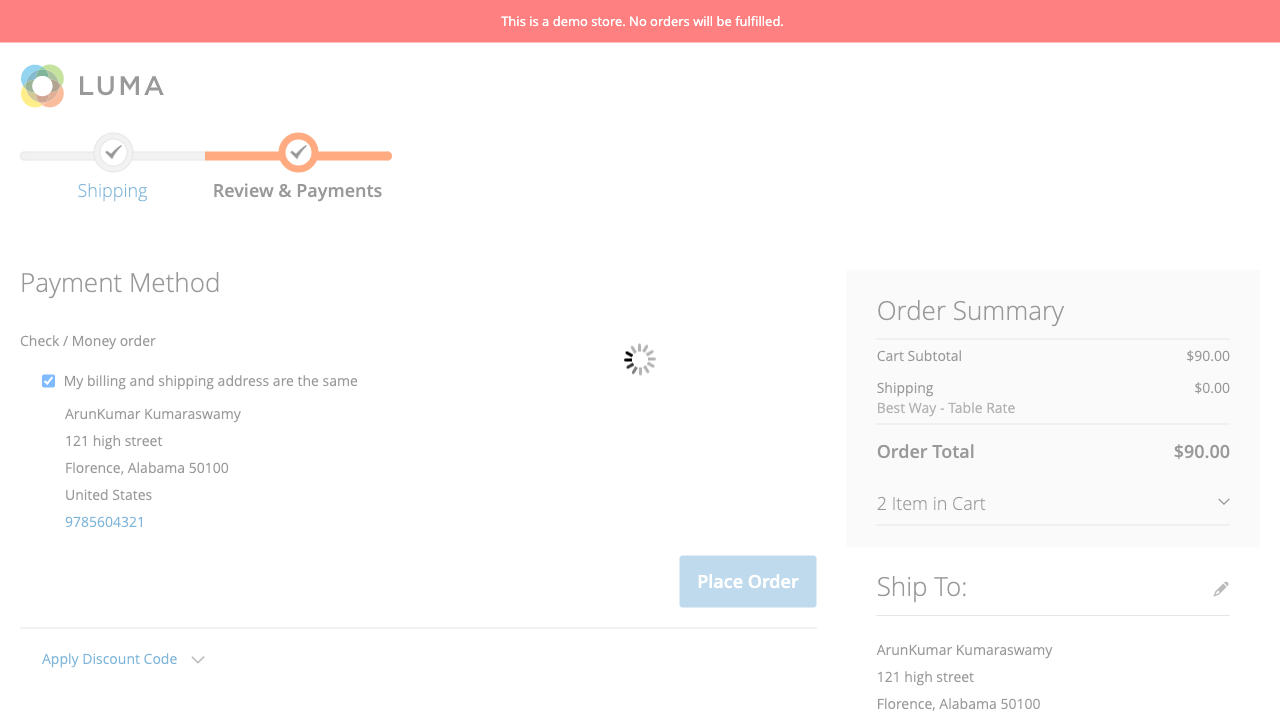 This is a demo store. No orders will be fulfilled.
LUMA
Shipping
Review & Payments
Payment Method
Check / Money order
My billing and shipping address are the same
ArunKumar Kumaraswamy
121 high street
Florence, Alabama 50100
United States
9785604321
Place Order
Apply Discount Code
Order Summary
Cart Subtotal $90.00
Shipping $0.00
Best Way - Table Rate
Order Total $90.00
2 Item in Cart
Ship To:
ArunKumar Kumaraswamy
121 high street
Florence, Alabama 50100